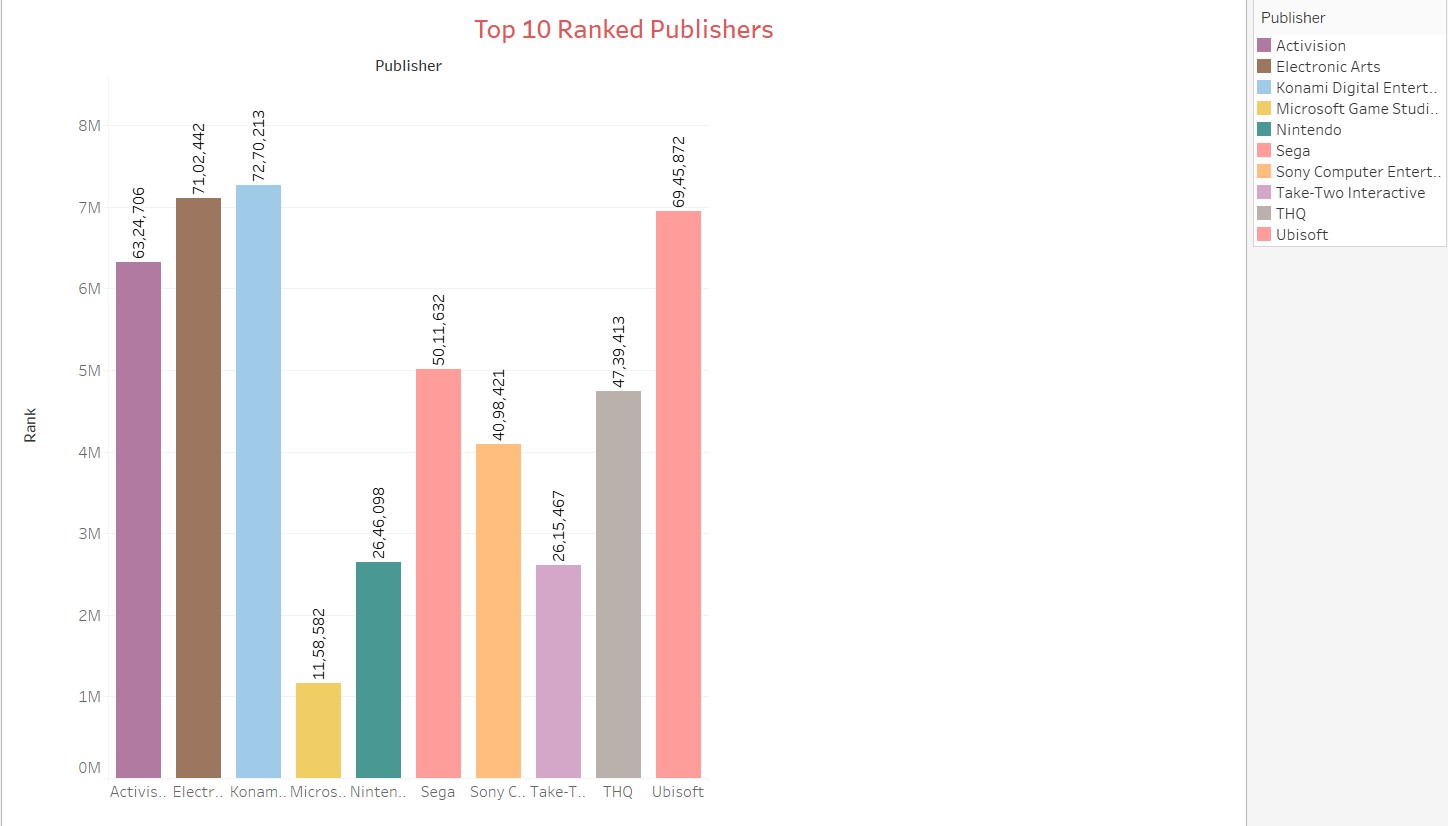 Top 10 Ranked Publishers
Publisher
8M
7M
6M
5M
4M
3M
2M
1M
0M
Rank
63,24,706
71,02,442
72,70,213
11,58,582
26,46,098
50,11,632
40,98,421
26,15,467
47,39,413
69,45,872
Activis..
Electr..
Konam..
Micros..
Ninten..
Sega
Sony C..
Take-T..
THQ
Ubisoft
Publisher
Activision
Electronic Arts
Konami Digital Entert..
Microsoft Game Studi..
Nintendo
Sega
Sony Computer Entert..
Take-Two Interactive
THQ
Ubisoft